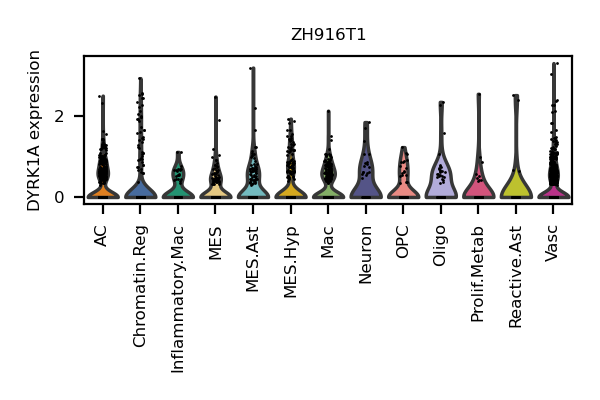 ZH916T1
DYRK1A expression
2
0
AC
Chromatin.Reg
Inflammatory.Mac
MES
MES.Ast
MES.Hyp
Mac
Neuron
OPC
Oligo
Prolif.Metab
Reactive.Ast
Vasc